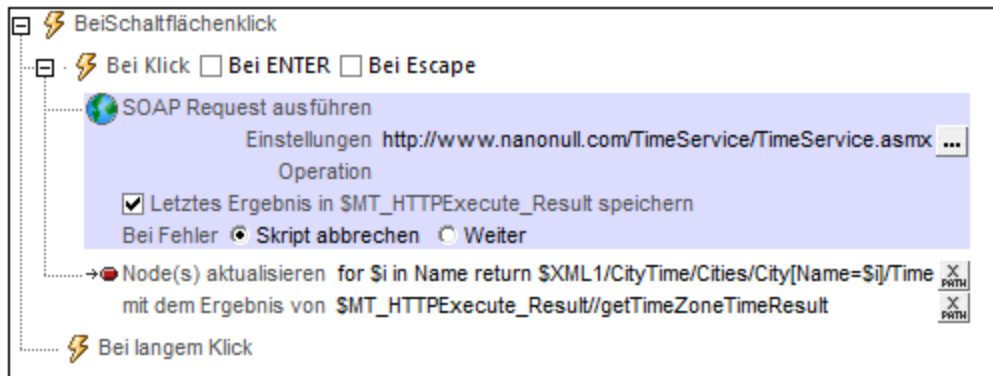 BeiSchaltflächenklick
Bei Klick Bei ENTER Bei Escape
SOAP Request ausführen
Einstellungen http://www.nanonull.com/TimeService/TimeService.asmx ...
Operation
Letztes Ergebnis in $MT_HTTPExecute_Result speichern
Bei Fehler Skript abbrechen Weiter
Node(s) aktualisieren for $i in Name return $XML1/CityTime/Cities/City[Name=$i]/Time X PATH
mit dem Ergebnis von $MT_HTTPExecute_Result//getTimeZoneTimeResult X PATH
Bei langem Klick